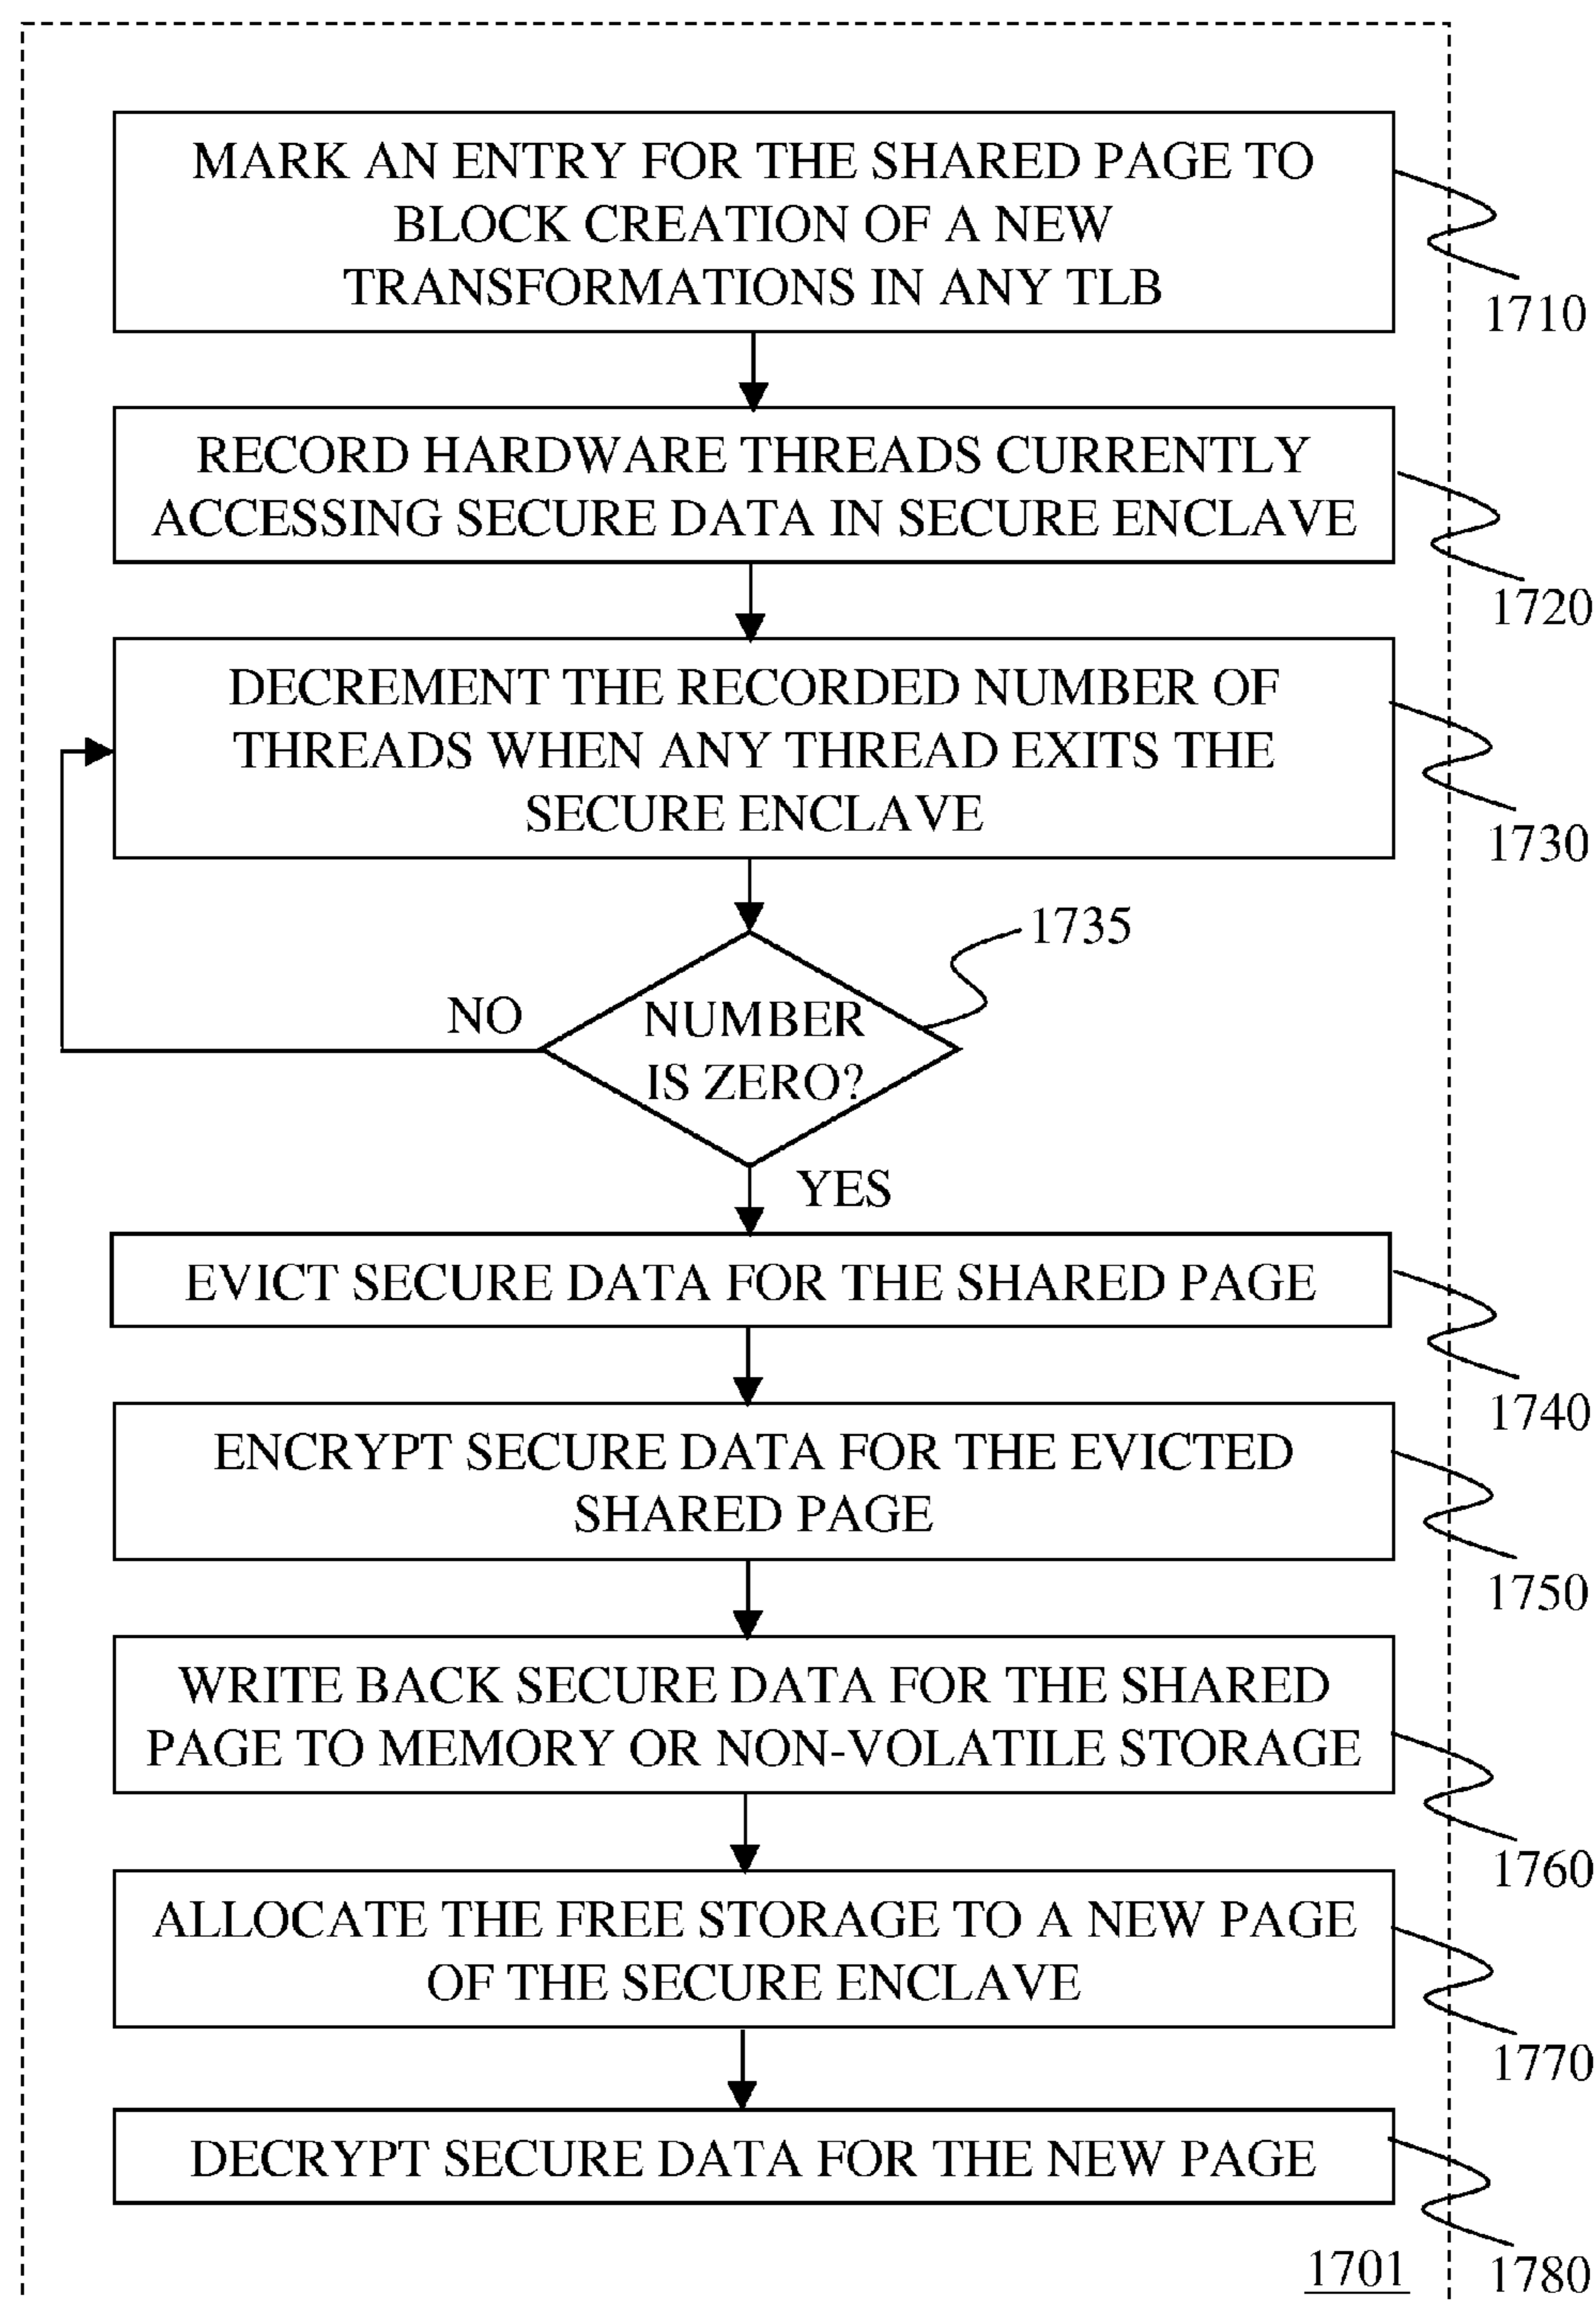 MARK AN ENTRY FOR THE SHARED PAGE TO
BLOCK CREATION OF A NEW
TRANSFORMATIONS IN ANY TLB
1710
RECORD HARDWARE THREADS CURRENTLY
ACCESSING SECURE DATA IN SECURE ENCLAVE
1720
DECREMENT THE RECORDED NUMBER OF
THREADS WHEN ANY THREAD EXITS THE
SECURE ENCLAVE
1730
1735
NO
NUMBER
IS ZERO?
YES
EVICT SECURE DATA FOR THE SHARED PAGE
1740
ENCRYPT SECURE DATA FOR THE EVICTED
SHARED PAGE
1750
WRITE BACK SECURE DATA FOR THE SHARED
PAGE TO MEMORY OR NON-VOLATILE STORAGE
1760
ALLOCATE THE FREE STORAGE TO A NEW PAGE
OF THE SECURE ENCLAVE
1770
DECRYPT SECURE DATA FOR THE NEW PAGE
1780
1701